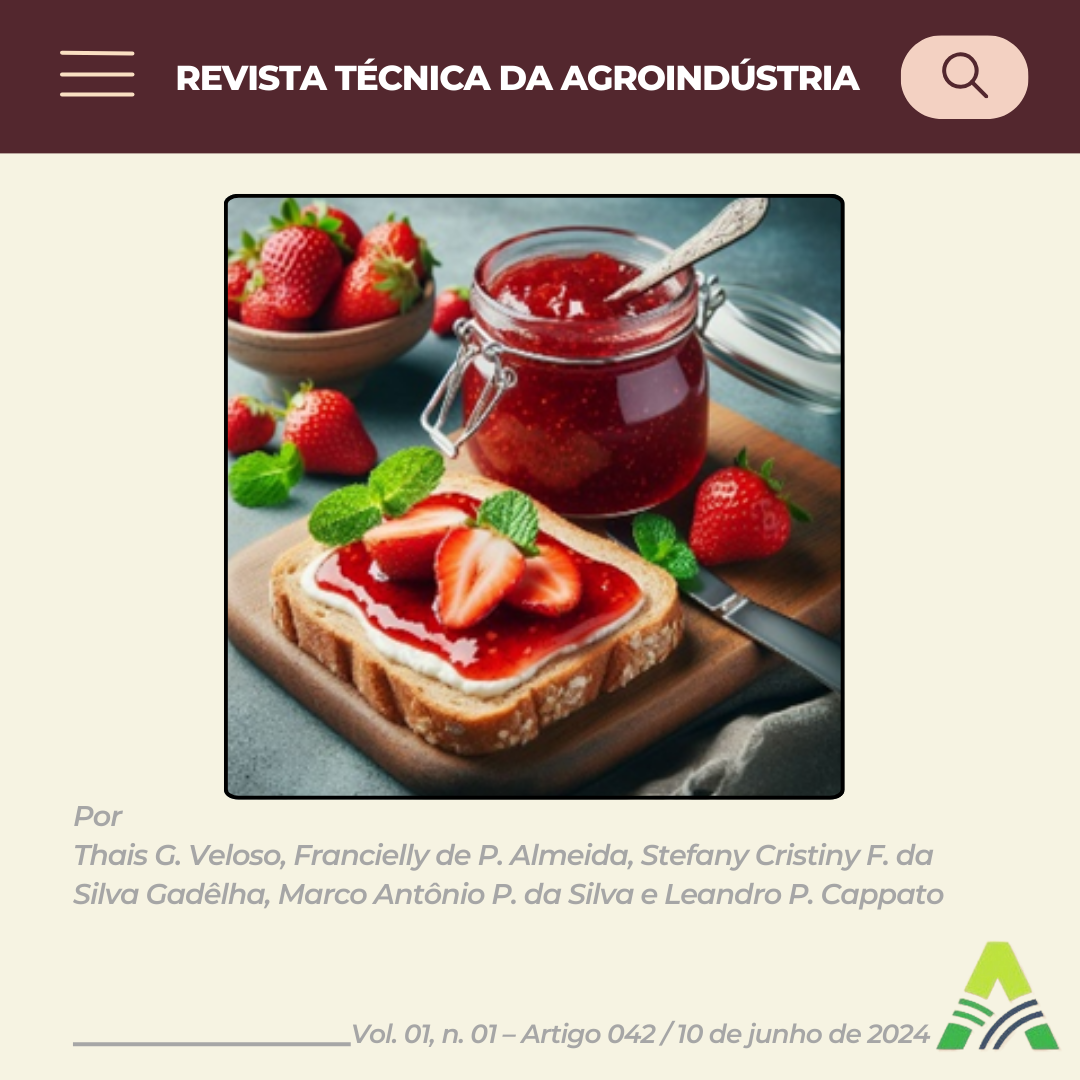 REVISTA TÉCNICA DA AGROINDÚSTRIA
Por
Thais G. Veloso, Francielly de P. Almeida, Stefany Cristiny F. da
Silva Gadêlha, Marco Antônio P. da Silva e Leandro P. Cappato
Vol. 01, n. 01 – Artigo 042 / 10 de junho de 2024